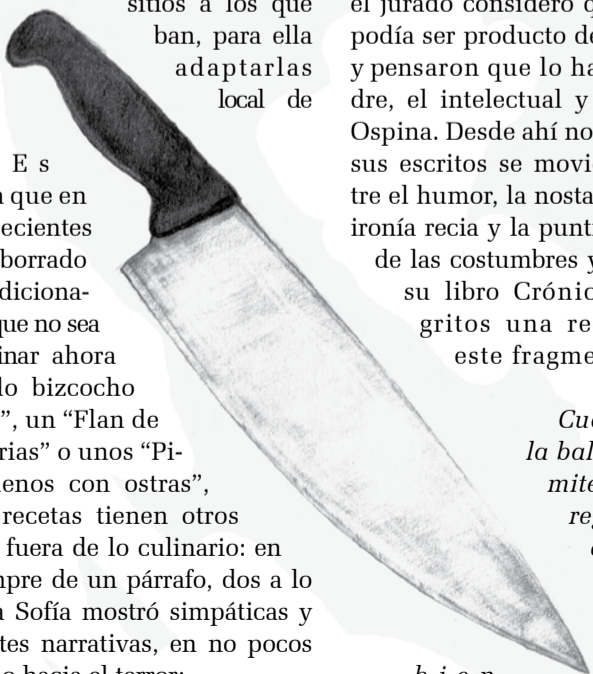 sitios a los que
ban, para ella
adaptarlas
local de
E s
que en
ecientes
borrado
diciona-
que no sea
inar ahora
lo bizcocho
”, un “Flan de
rias” o unos “Pi-
enos con ostras”,
recetas tienen otros
fuera de lo culinario: en
mpre de un párrafo, dos a lo
Sofía mostró simpáticas y
tes narrativas, en no pocos
hacia el terror:
el jurado consideró
podía ser producto de
y pensaron que lo ha
dre, el intelectual y
Ospina. Desde ahí no
sus escritos se movi
tre el humor, la nosta
ironía recia y la punt
de las costumbres y
su libro Cróni
gritos una re
este fragme
Cu
la bal
mite
re
b i e n